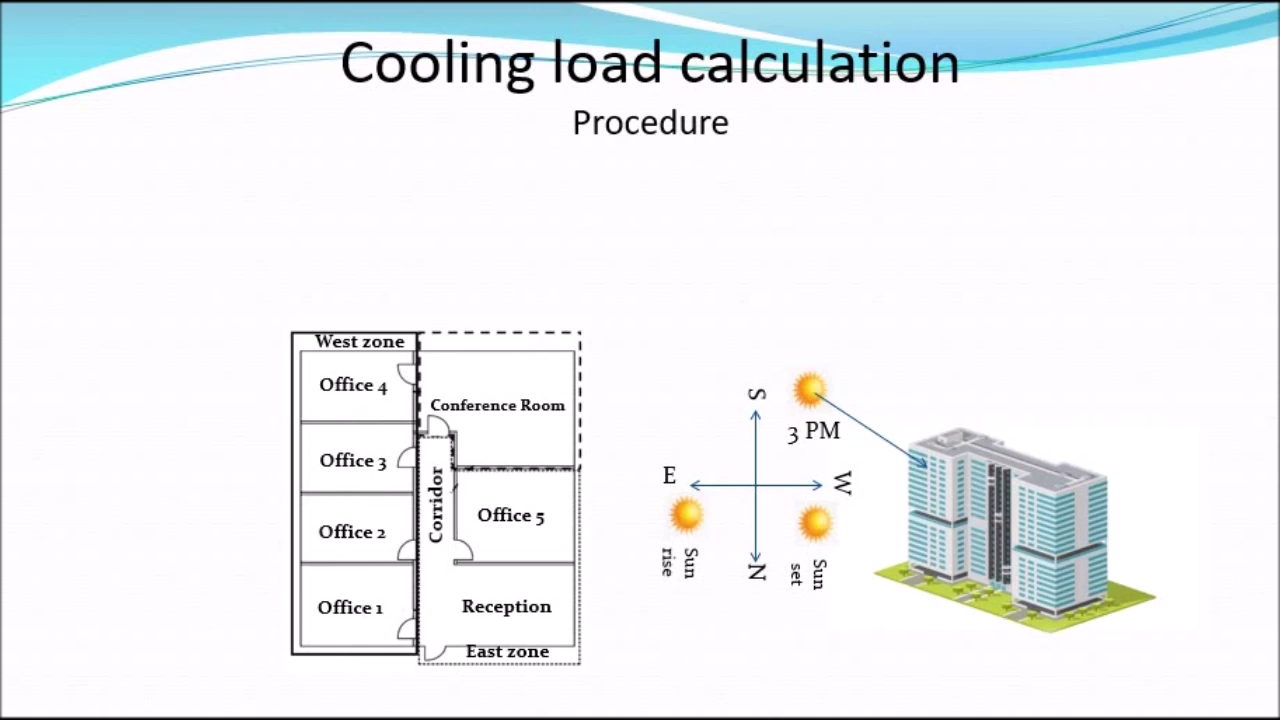 Cooling load calculation
Procedure
West zone
Office 4
Conference Room
Office 3
Corridor
Office 5
Office 2
Office 1
Reception
East zone
S
3 PM
E
W
N
Sun
rise
Sun
set